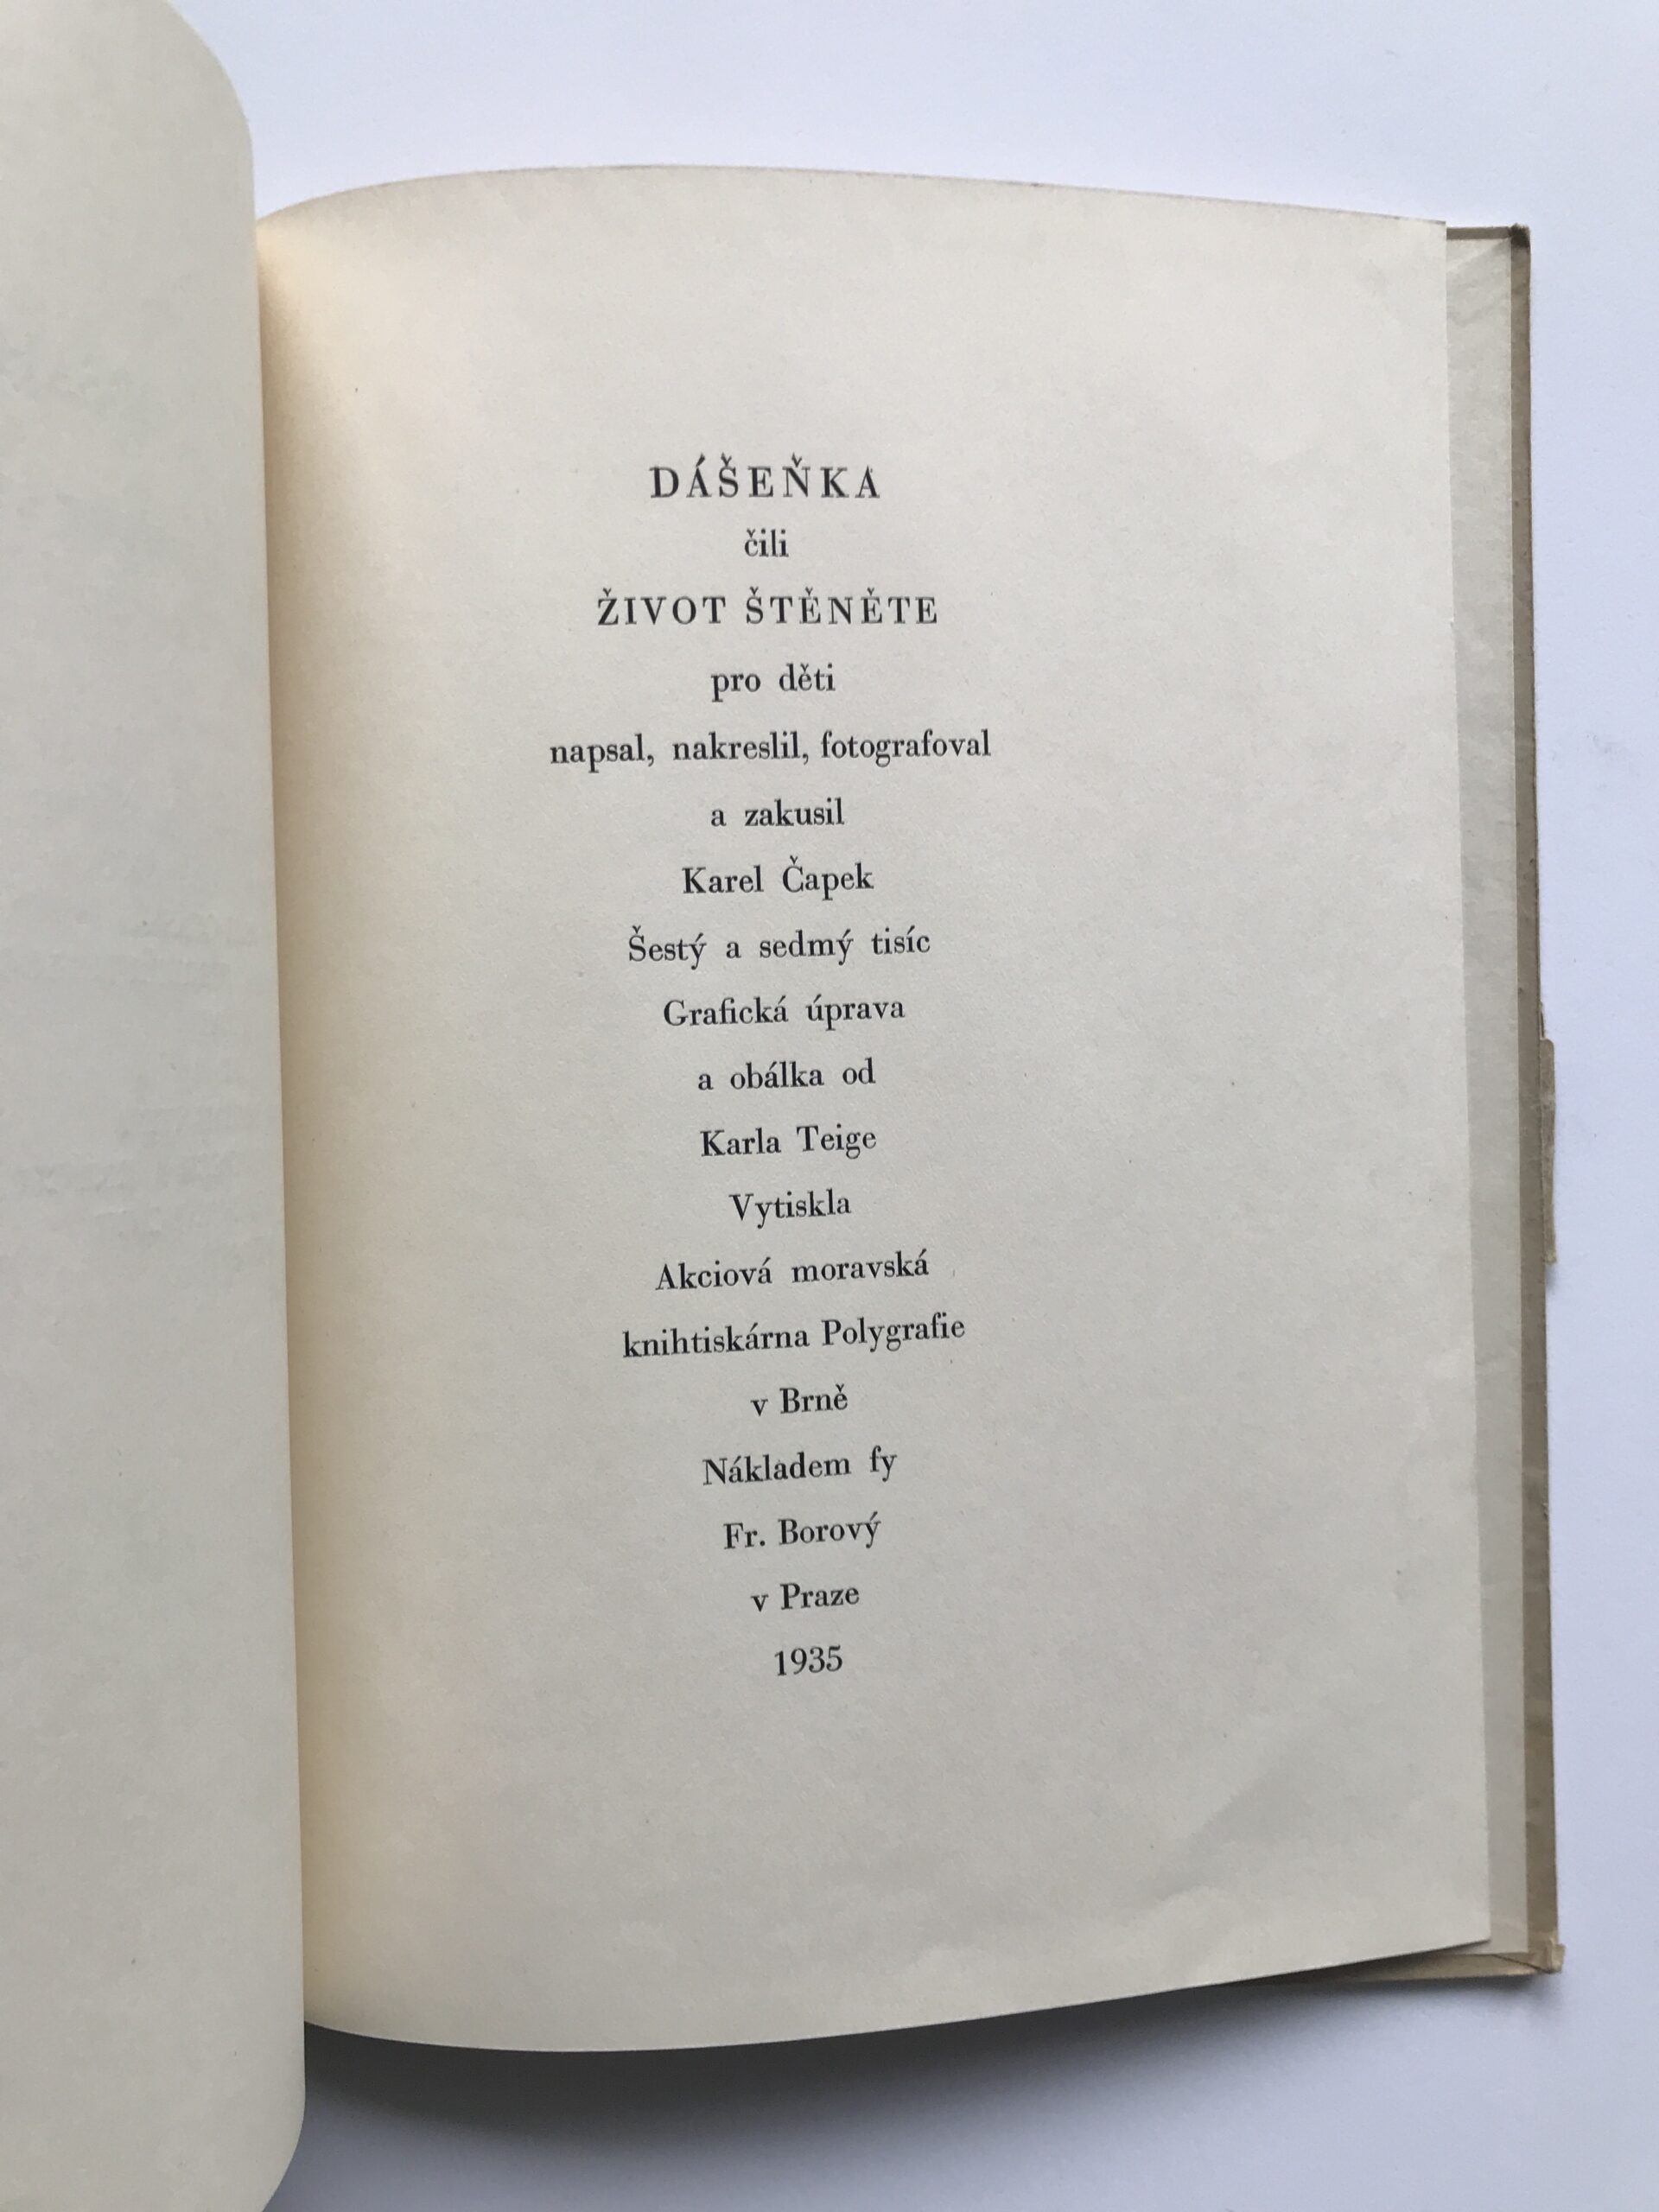 DÁŠEŇKA
čili
ŽIVOT ŠTĚNĚTE
pro děti
napsal, nakreslil, fotografoval
a zakusil
Karel Čapek
Šestý a sedmý tisíc
Grafická úprava
a obálka od
Karla Teige
Vytiskla
Akciová moravská
knihtiskárna Polygrafie
v Brně
Nákladem fy
Fr. Borový
v Praze
1935